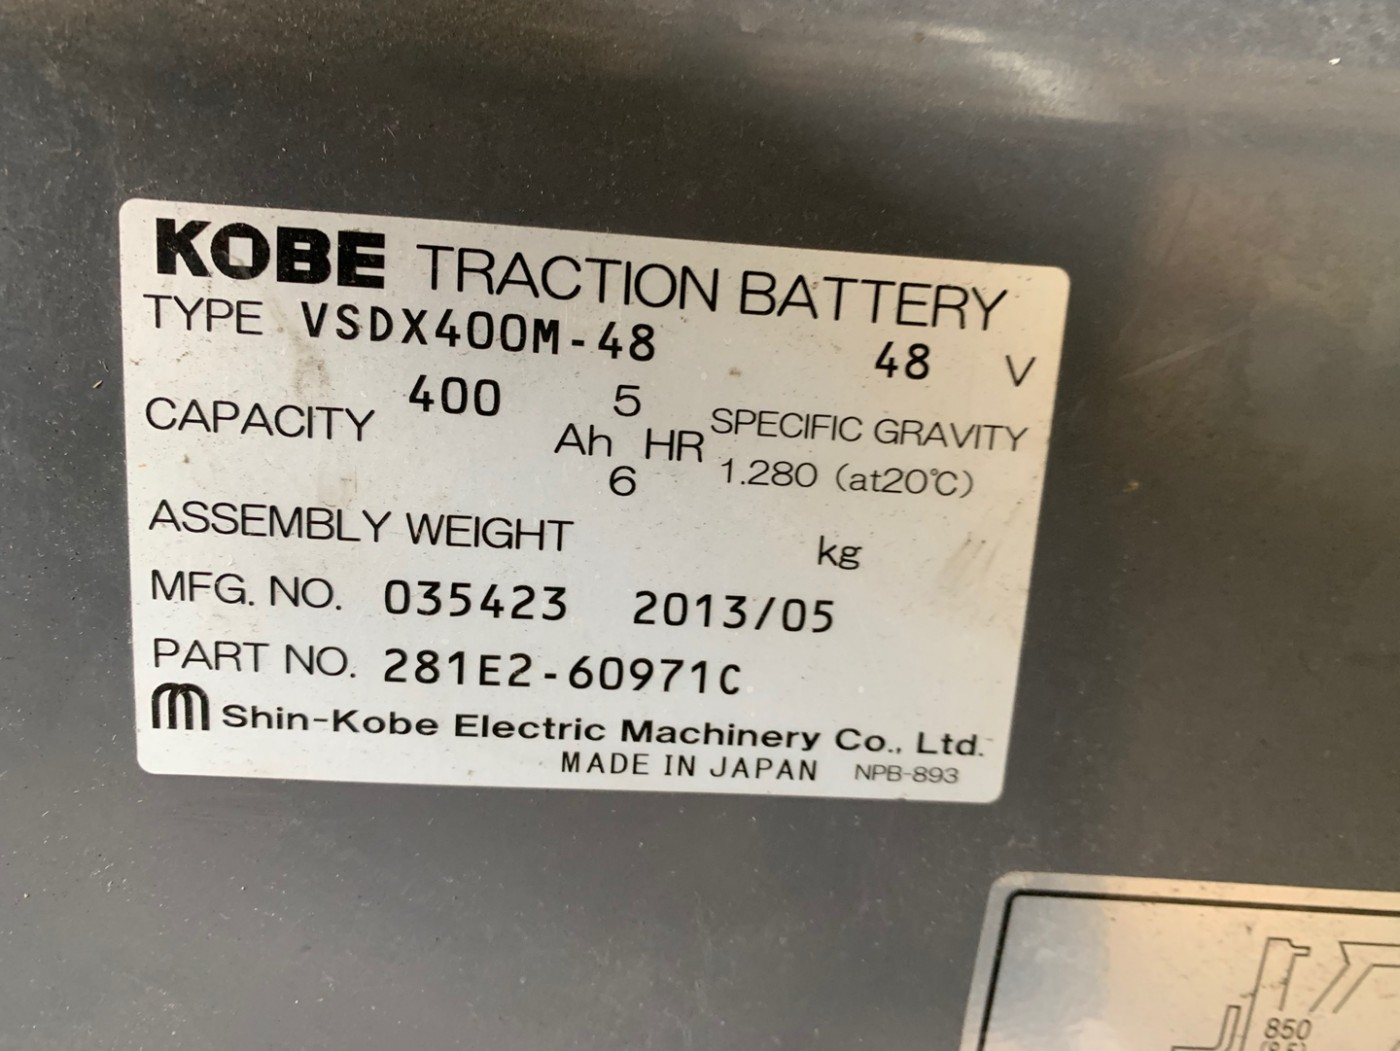 KOBE TRACTION BATTERY
TYPE VSDX400M-48 48 V
CAPACITY 400 Ah 5 HR 6
SPECIFIC GRAVITY
1.280 (at20℃)
ASSEMBLY WEIGHT kg
MFG. NO. 035423 2013/05
PART NO. 281E2-60971C
Shin-Kobe Electric Machinery Co., Ltd.
MADE IN JAPAN NPB-893
850